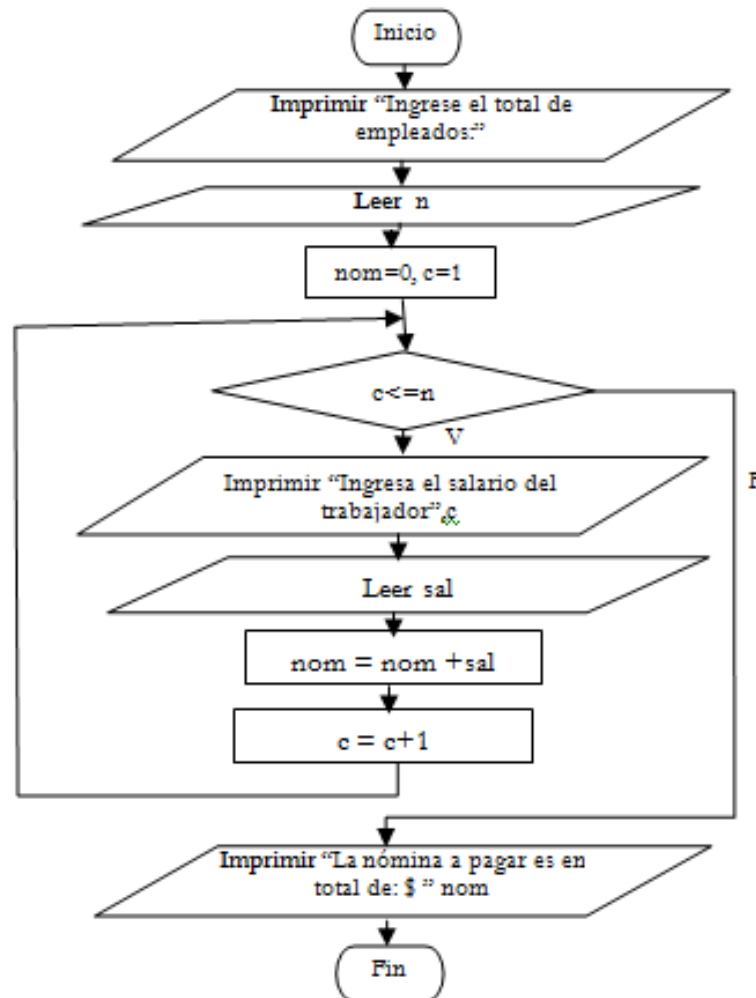 Inicio
Imprimir “Ingrese el total de
empleados:”
Leer n
nom=0, c=1
c<=n
V
F
Imprimir “Ingresa el salario del
trabajador”,c
Leer sal
nom = nom +sal
c = c+1
Imprimir “La nómina a pagar es en
total de: $ ” nom
Fin